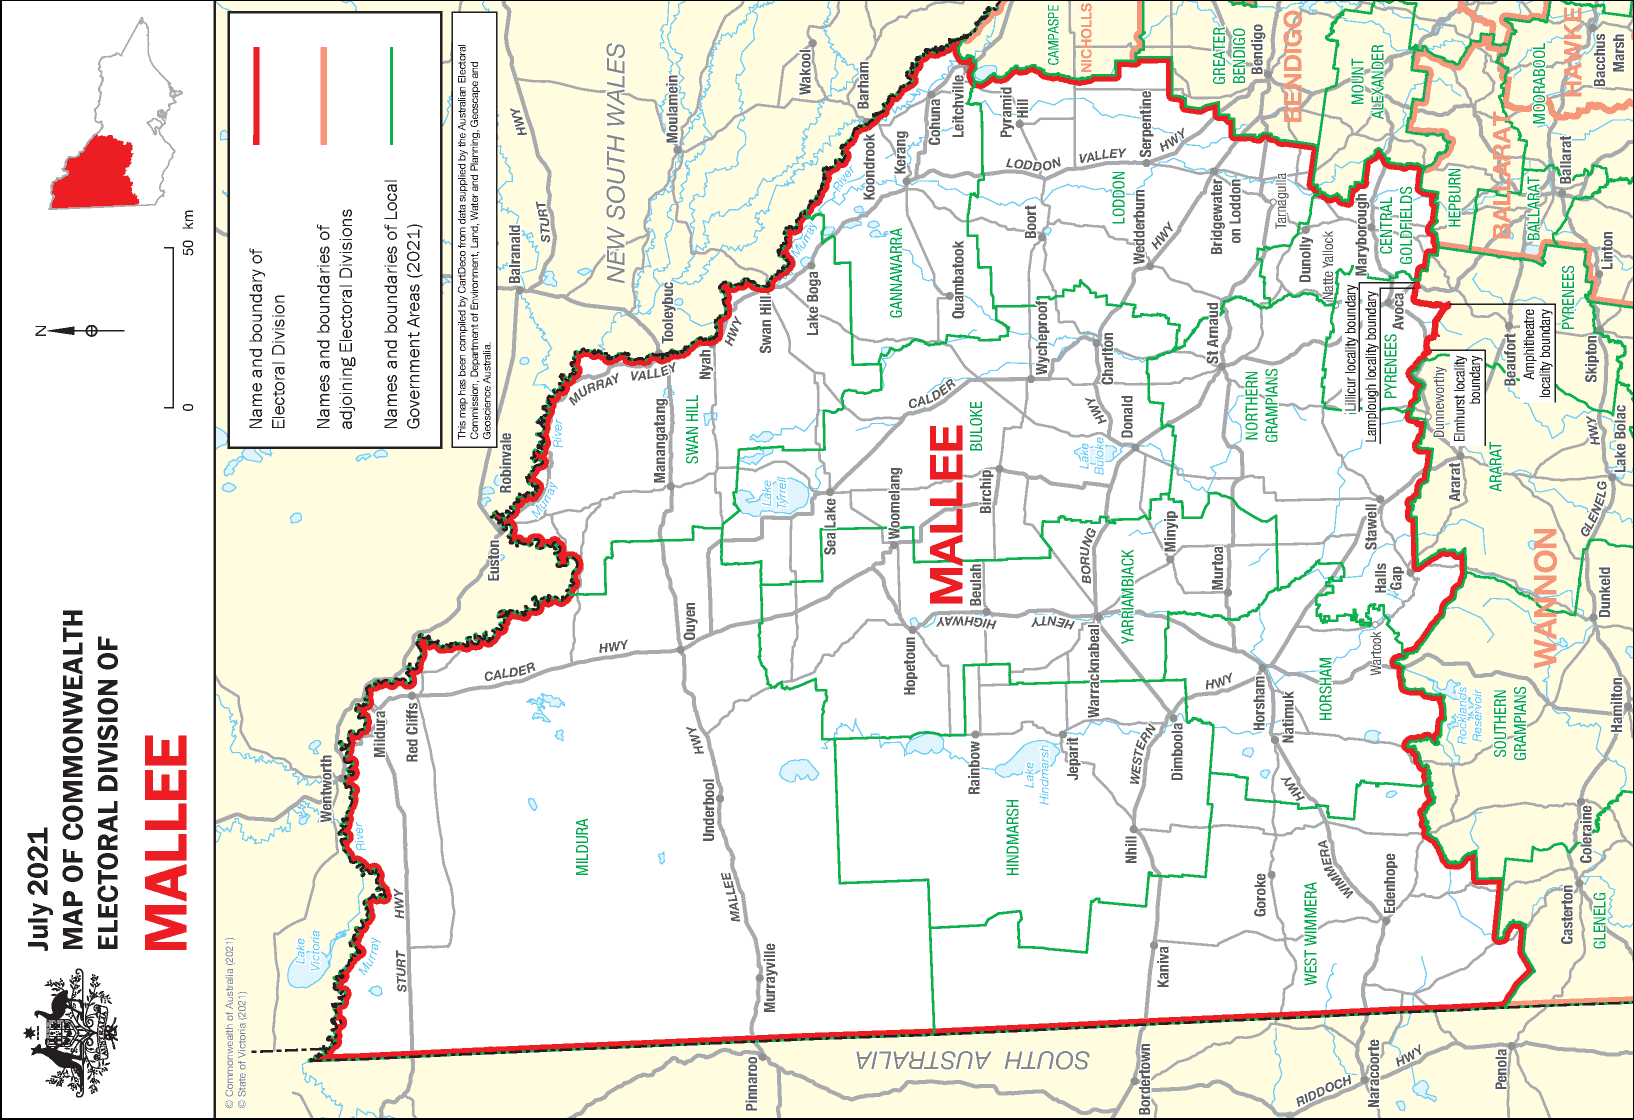 July 2021
MAP OF COMMONWEALTH
ELECTORAL DIVISION OF
MALLEE
N
0 50 km
Name and boundary of
Electoral Division
Names and boundaries of
adjoining Electoral Divisions
Names and boundaries of Local
Government Areas (2021)
This map has been compiled by CartDeco from data supplied by the Australian Electoral
Commission, Department of Environment, Land, Water and Planning, Geoscape and
Geoscience Australia.
© Commonwealth of Australia (2021)
© State of Victoria (2021)
NEW SOUTH WALES
SOUTH AUSTRALIA
MALLEE
Lake
Victoria
Murray
River
Wentworth
Mildura
Red Cliffs
STURT
HWY
CALDER
HWY
Euston
Robinvale
Murray
River
Balranald
STURT
HWY
Moulamein
Wakool
Barham
Tooleybuc
MURRAY
VALLEY
HWY
Nyah
Swan Hill
Lake Boga
Murray
River
Koondrook
Kerang
Cohuna
Leitchville
Pyramid
Hill
CAMPASPE
NICHOLLS
GREATER
BENDIGO
Bendigo
BENDIGO
MOUNT
ALEXANDER
MOORABOOL
HAWKE
Bacchus
Marsh
BALLARAT
BALLARAT
Ballarat
HEPBURN
Linton
PYRENEES
Skipton
Manangatang
SWAN HILL
Ouyen
MILDURA
HWY
Underbool
MALLEE
Murrayville
Pinnaroo
Lake
Tyrrell
Sea Lake
Woomelang
CALDER
BULOKE
Birchip
Wycheproof
Charlton
HWY
Donald
Lake
Buloke
GANNAWARRA
Quambatook
Boort
LODDON
VALLEY
HWY
Serpentine
LODDON
Wedderburn
HWY
Bridgewater
on Loddon
Tarnagulla
Dunolly
Natte Yallock
Maryborough
CENTRAL
GOLDFIELDS
St Arnaud
NORTHERN
GRAMPIANS
Lillicur locality boundary
Lamplough locality boundary
PYRENEES
Avoca
Dunneworthy
Elmhurst locality
boundary
Beaufort
Amphitheatre
locality boundary
Ararat
ARARAT
HWY
Lake Bolac
GLENELG
Hopetoun
HIGHWAY
Beulah
HENTY
BORUNG
Warracknabeal
YARRIAMBIACK
Minyip
Murtoa
Stawell
Halls
Gap
Wartook
Rainbow
Lake
Hindmarsh
Jeparit
HINDMARSH
WESTERN
Dimboola
HWY
Horsham
HORSHAM
Natimuk
HWY
Nhill
Goroke
WIMMERA
Edenhope
WEST WIMMERA
Kaniva
Bordertown
RIDDOCH
HWY
Naracoorte
Penola
Rocklands
Reservoir
SOUTHERN
GRAMPIANS
WANNON
Dunkeld
Hamilton
Coleraine
Casterton
GLENELG